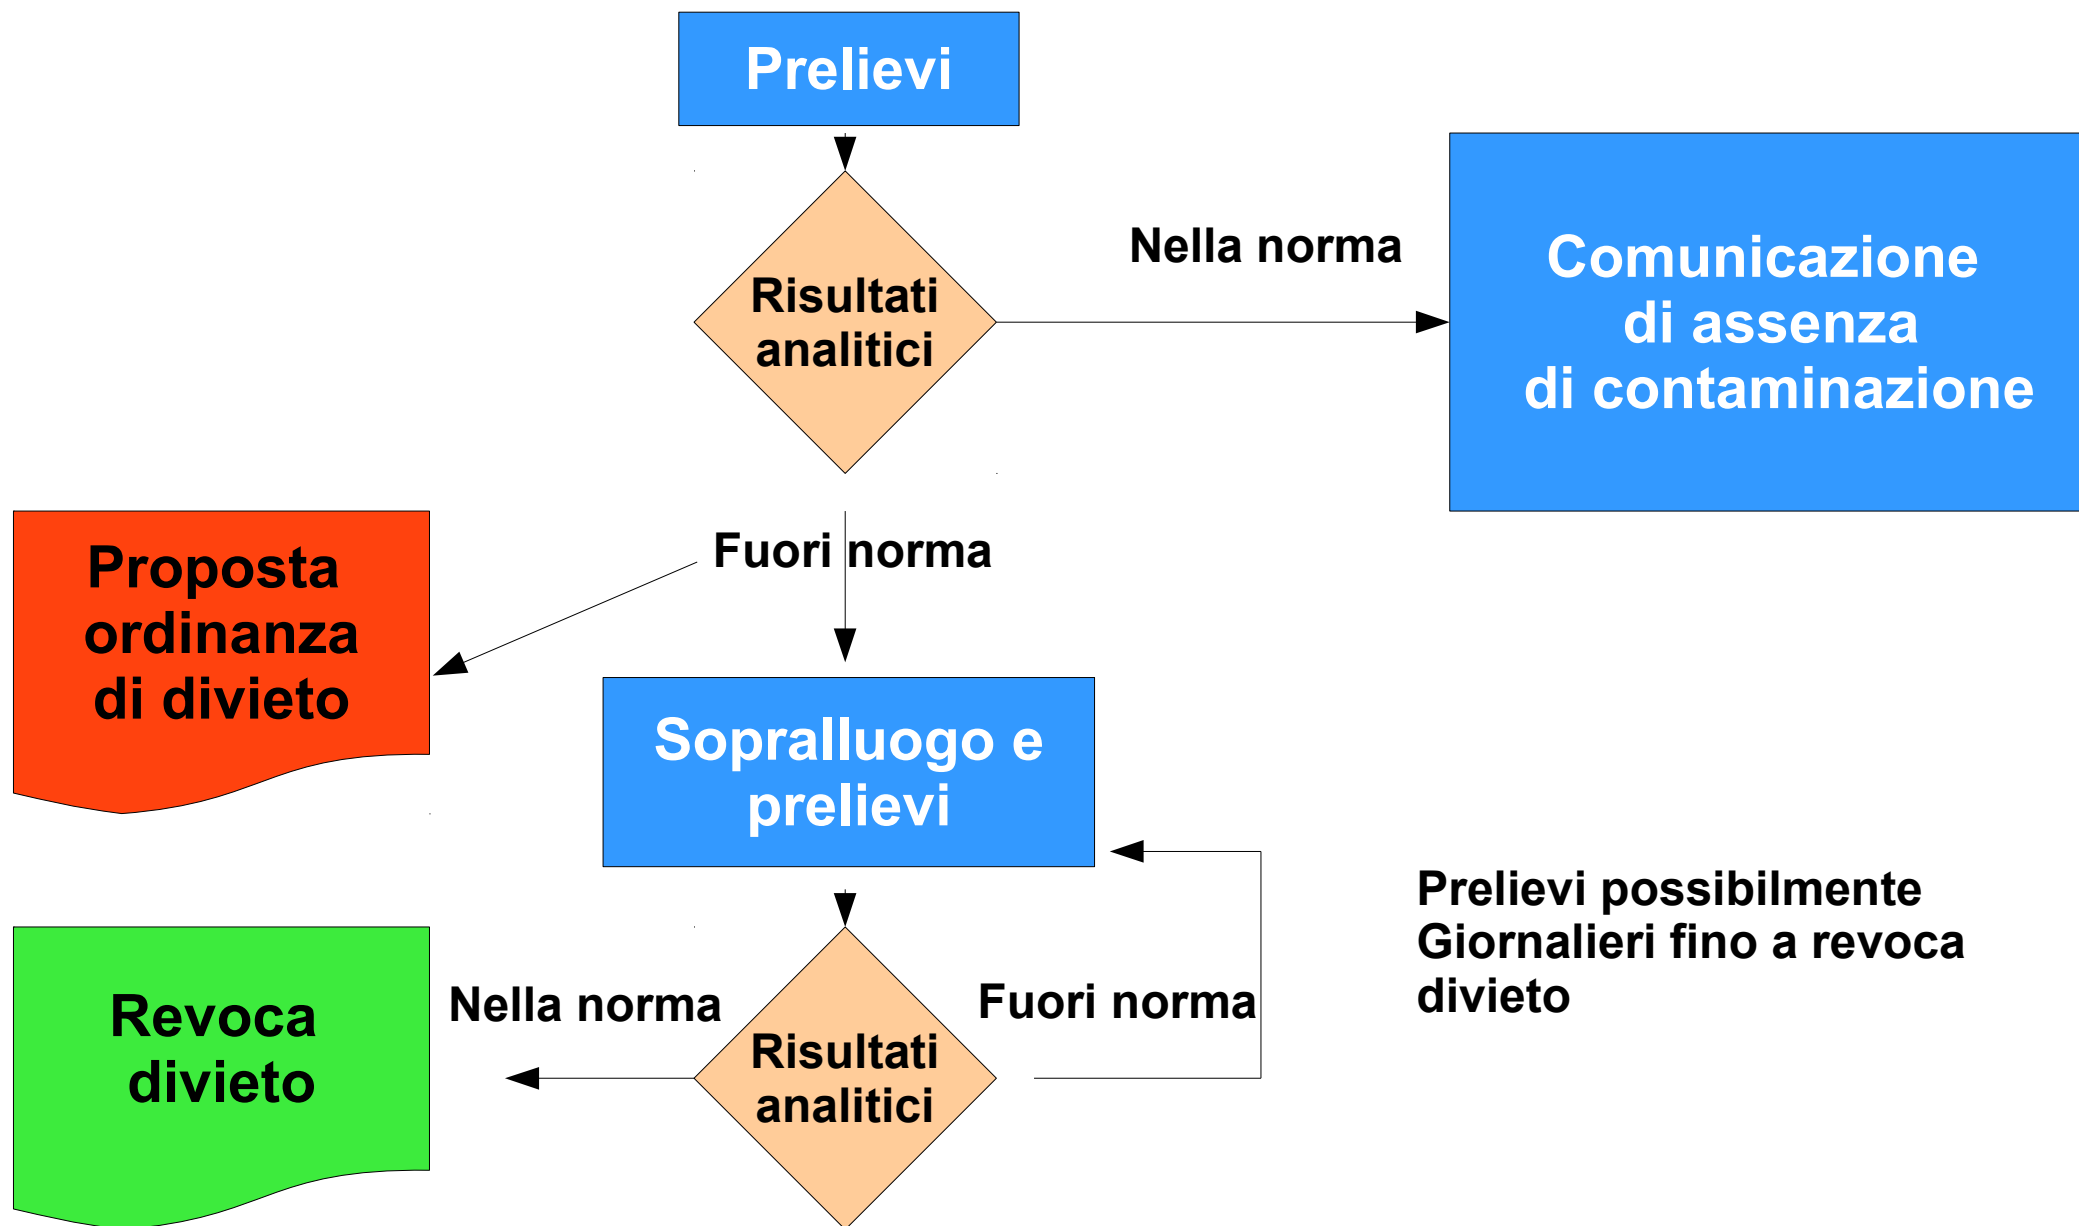 Prelievi
Nella norma
Comunicazione
di assenza
di contaminazione
Risultati
analitici
Fuori norma
Proposta
ordinanza
di divieto
Sopralluogo e
prelievi
Prelievi possibilmente
Giornalieri fino a revoca
divieto
Nella norma
Fuori norma
Revoca
divieto
Risultati
analitici